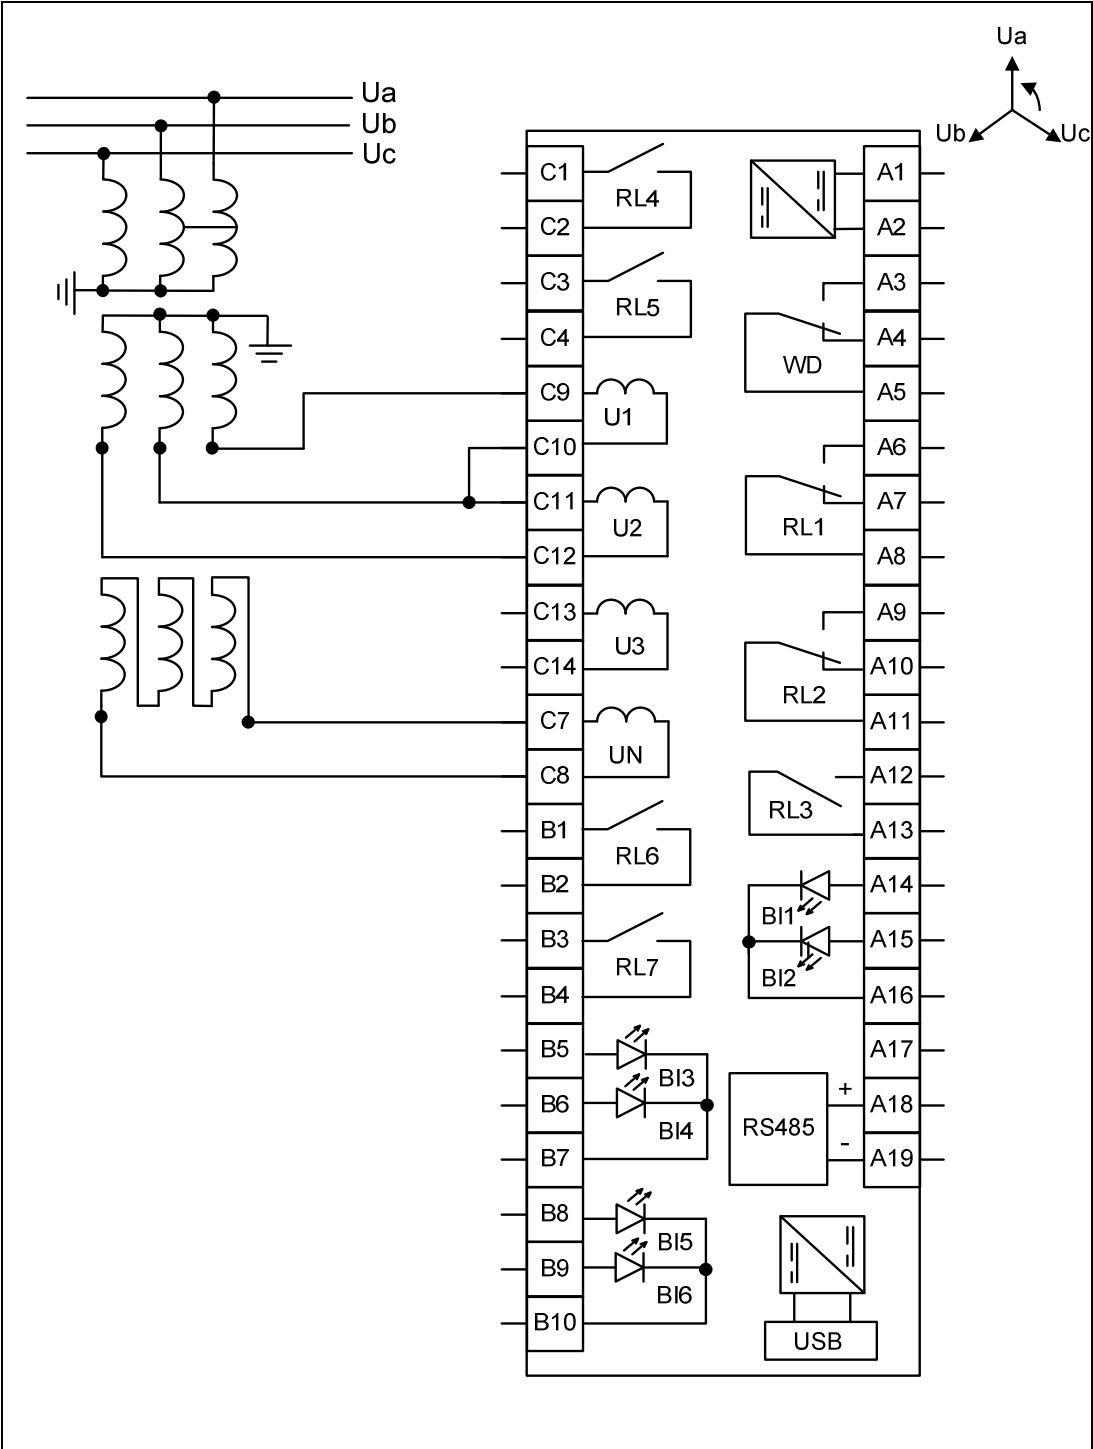 Ua
Ub
Uc
Ua
Ub
Uc
C1
RL4
C2
C3
RL5
C4
C9
U1
C10
C11
U2
C12
C13
U3
C14
C7
UN
C8
B1
RL6
B2
B3
RL7
B4
B5
BI3
B6
BI4
B7
B8
BI5
B9
BI6
B10
A1
A2
A3
A4
WD
A5
A6
A7
RL1
A8
A9
A10
RL2
A11
A12
RL3
A13
A14
BI1
A15
BI2
A16
A17
+
A18
RS485
-
A19
USB